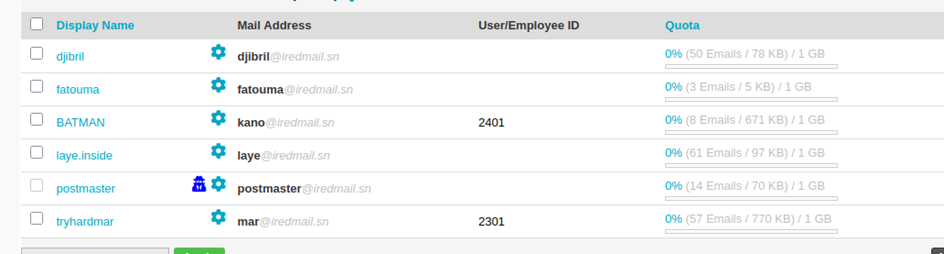 Display Name Mail Address User/Employee ID Quota
djibril djibril@iredmail.sn 0% (50 Emails / 78 KB) / 1 GB
fatouma fatouma@iredmail.sn 0% (3 Emails / 5 KB) / 1 GB
BATMAN kano@iredmail.sn 2401 0% (8 Emails / 671 KB) / 1 GB
laye.inside laye@iredmail.sn 0% (61 Emails / 97 KB) / 1 GB
postmaster postmaster@iredmail.sn 0% (14 Emails / 70 KB) / 1 GB
tryhardmar mar@iredmail.sn 2301 0% (57 Emails / 770 KB) / 1 GB